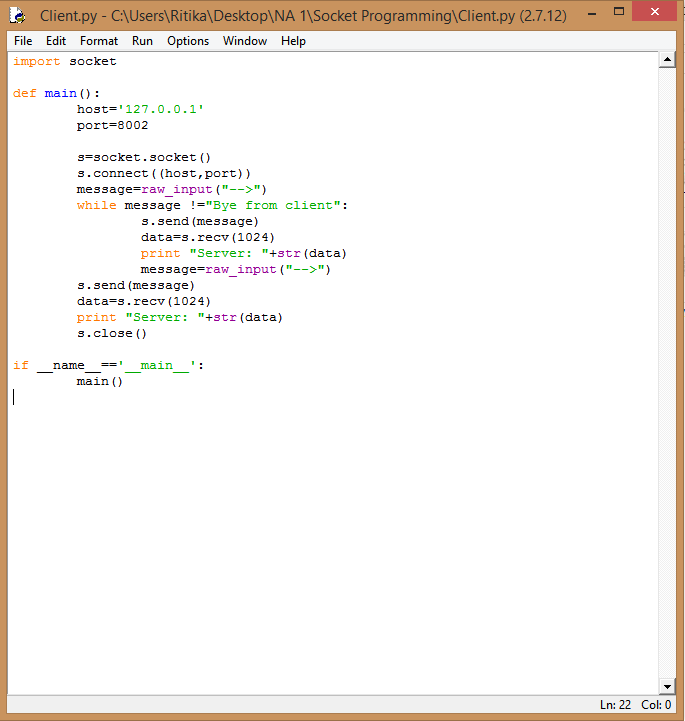 Client.py - C:\Users\Ritika\Desktop\NA 1\Socket Programming\Client.py (2.7.12)
File Edit Format Run Options Window Help
import socket
def main():
        host='127.0.0.1'
        port=8002
        s=socket.socket()
        s.connect((host,port))
        message=raw_input("-->")
        while message !="Bye from client":
                s.send(message)
                data=s.recv(1024)
                print "Server: "+str(data)
                message=raw_input("-->")
        s.send(message)
        data=s.recv(1024)
        print "Server: "+str(data)
        s.close()
if __name__=='__main__':
        main()
Ln: 22 Col: 0